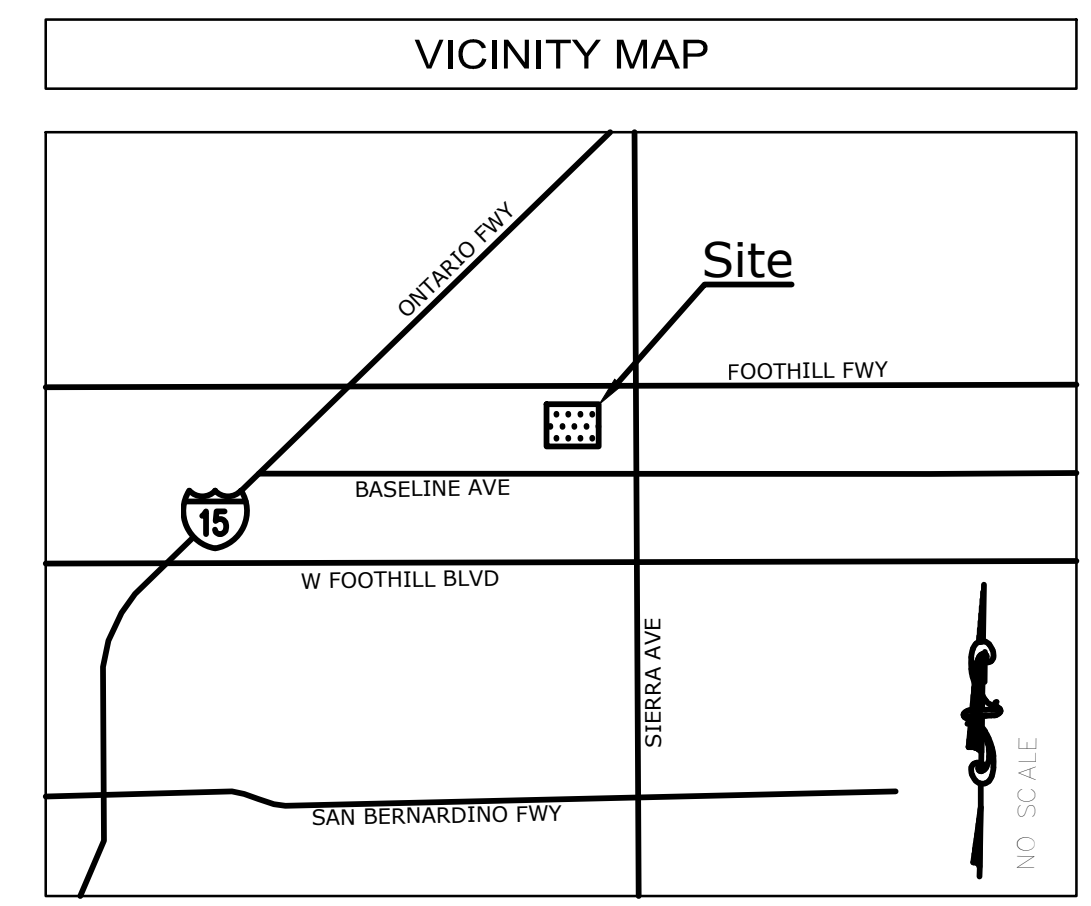 VICINITY MAP
ONTARIO FWY
Site
FOOTHILL FWY
BASELINE AVE
15
W FOOTHILL BLVD
SIERRA AVE
SAN BERNARDINO FWY
NO SCALE